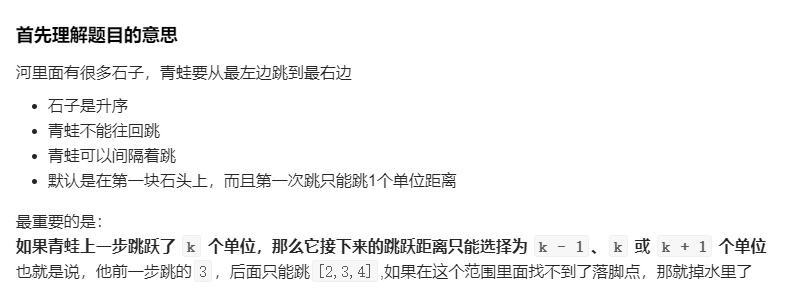 首先理解题目的意思
河里面有很多石子，青蛙要从最左边跳到最右边
石子是升序
青蛙不能往回跳
青蛙可以间隔着跳
默认是在第一块石头上，而且第一次跳只能跳1个单位距离
最重要的是：
如果青蛙上一步跳跃了 k 个单位，那么它接下来的跳跃距离只能选择为 k - 1、k 或 k + 1 个单位
也就是说，他前一步跳的 3 ，后面只能跳 [2,3,4] ,如果在这个范围里面找不到了落脚点，那就掉水里了